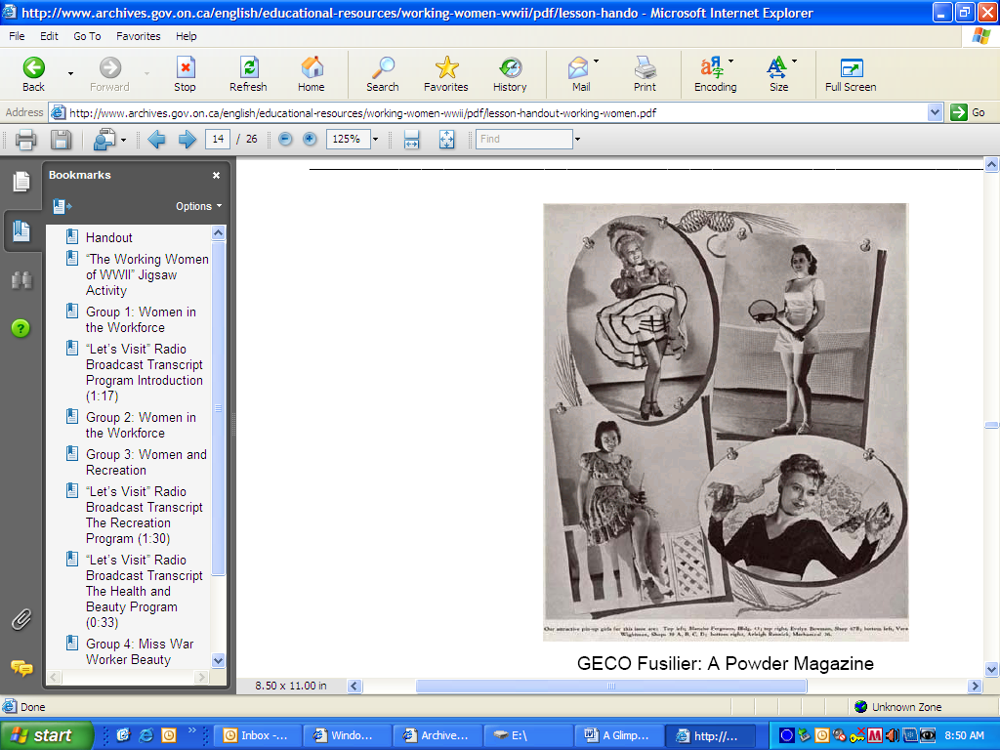 http://www.archives.gov.on.ca/english/educational-resources/working-women-wwii/pdf/lesson-hando - Microsoft Internet Explorer
File Edit Go To Favorites Help
Back Forward Stop Refresh Home Search Favorites History Mail Print Encoding Size Full Screen
Address http://www.archives.gov.on.ca/english/educational-resources/working-women-wwii/pdf/lesson-handout-working-women.pdf Go
14 / 26 125% Find
Bookmarks
Options
Handout
“The Working Women
of WWII” Jigsaw
Activity
Group 1: Women in
the Workforce
“Let’s Visit” Radio
Broadcast Transcript
Program Introduction
(1:17)
Group 2: Women in
the Workforce
Group 3: Women and
Recreation
“Let’s Visit” Radio
Broadcast Transcript
The Recreation
Program (1:30)
“Let’s Visit” Radio
Broadcast Transcript
The Health and
Beauty Program
(0:33)
Group 4: Miss War
Worker Beauty
Our attractive pin-up girls for this issue are: Top left, Blanche Ferguson, Bldg. 45; top right, Evelyn Bowman, Shop 67B; bottom left, Vera
Wightman, Shops 50 A, B, C, D; bottom right, Arleigh Mechanical 36.
GECO Fusilier: A Powder Magazine
8.50 x 11.00 in
Done Unknown Zone
start Inbox -... Windo... Archive... E:\ A Glimp... http://... 8:50 AM